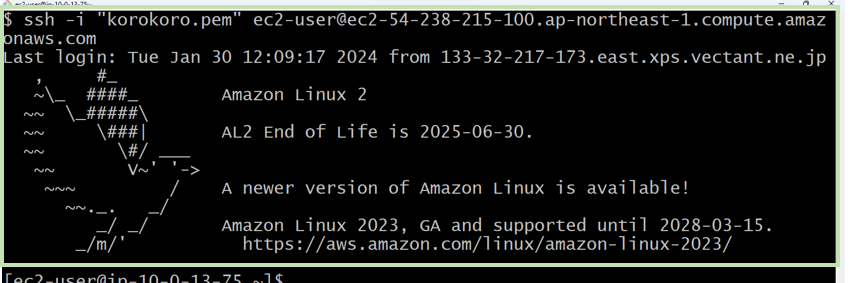 ec2-user@ip-10-0-13-75:~
$ ssh -i "korokoro.pem" ec2-user@ec2-54-238-215-100.ap-northeast-1.compute.amaz
onaws.com
Last login: Tue Jan 30 12:09:17 2024 from 133-32-217-173.east.xps.vectant.ne.jp
   ,     #_
   ~\_  ####_        Amazon Linux 2
  ~~  \_#####\
  ~~     \###|       AL2 End of Life is 2025-06-30.
  ~~       \#/ ___
   ~~       V~' '->
    ~~~         /    A newer version of Amazon Linux is available!
      ~~._.   _/
         _/ _/       Amazon Linux 2023, GA and supported until 2028-03-15.
       _/m/'           https://aws.amazon.com/linux/amazon-linux-2023/
[ec2-user@ip-10-0-13-75 ~]$